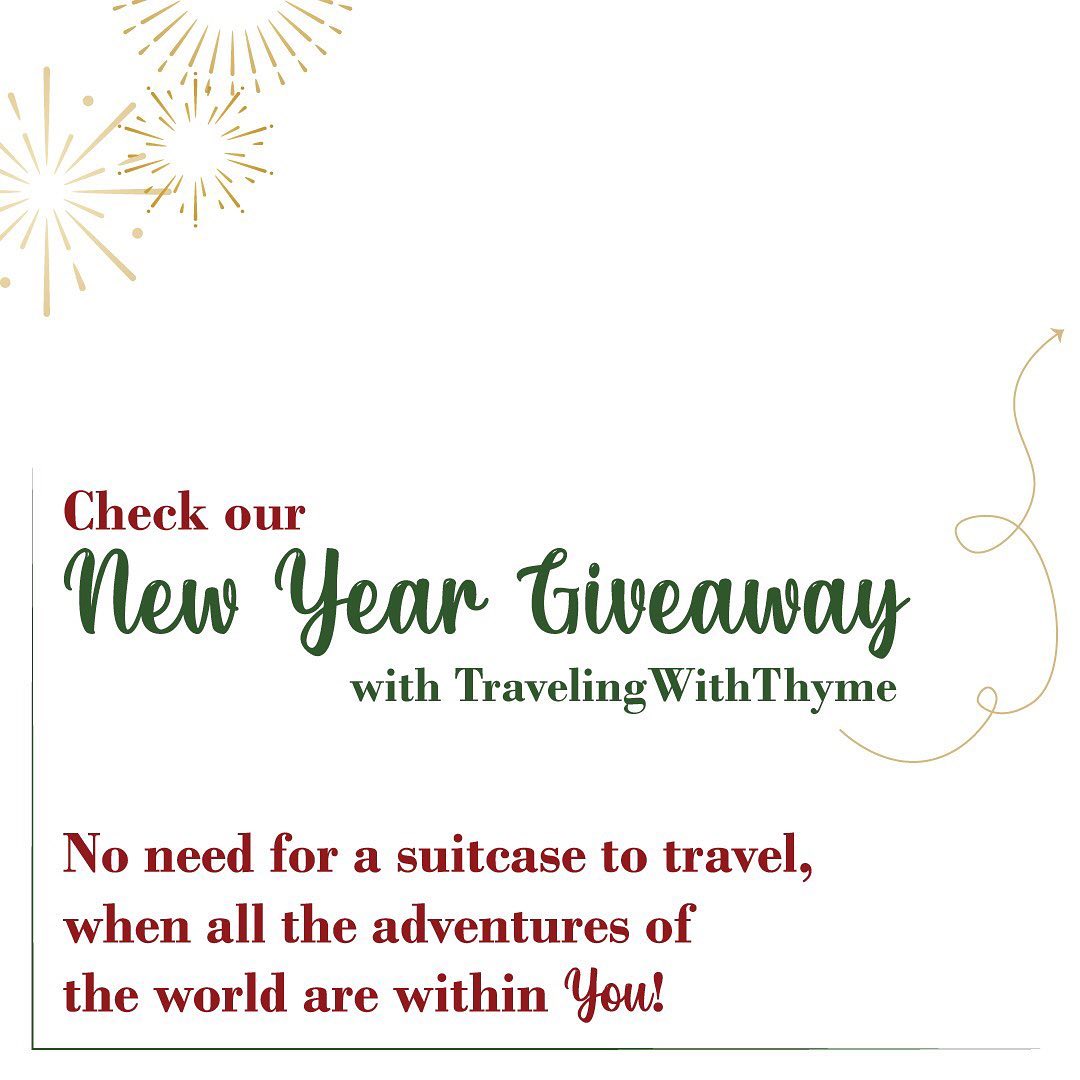 Check our
New Year Giveaway
with TravelingWithThyme
No need for a suitcase to travel,
when all the adventures of
the world are within You!